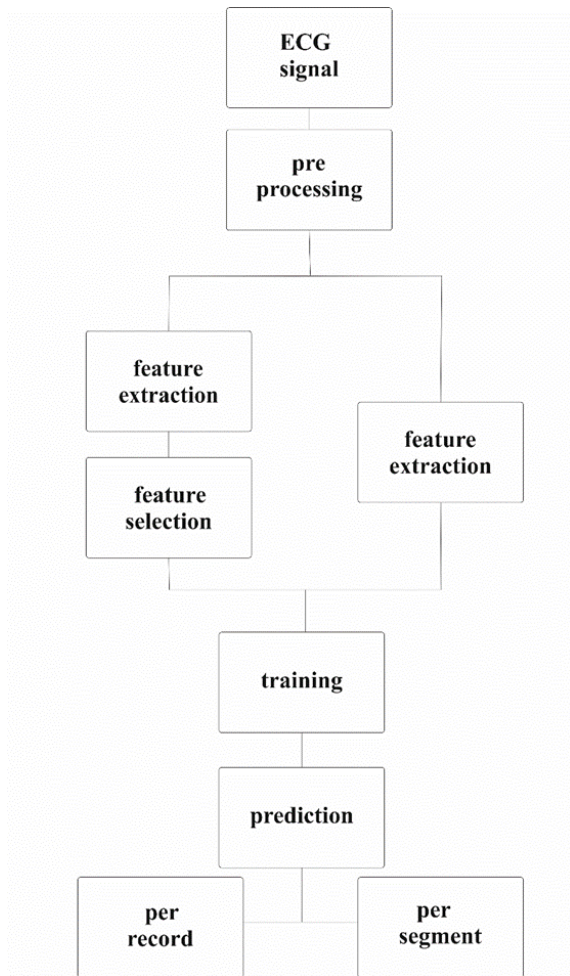 ECG
signal
pre
processing
feature
extraction
feature
selection
feature
extraction
training
prediction
per
record
per
segment